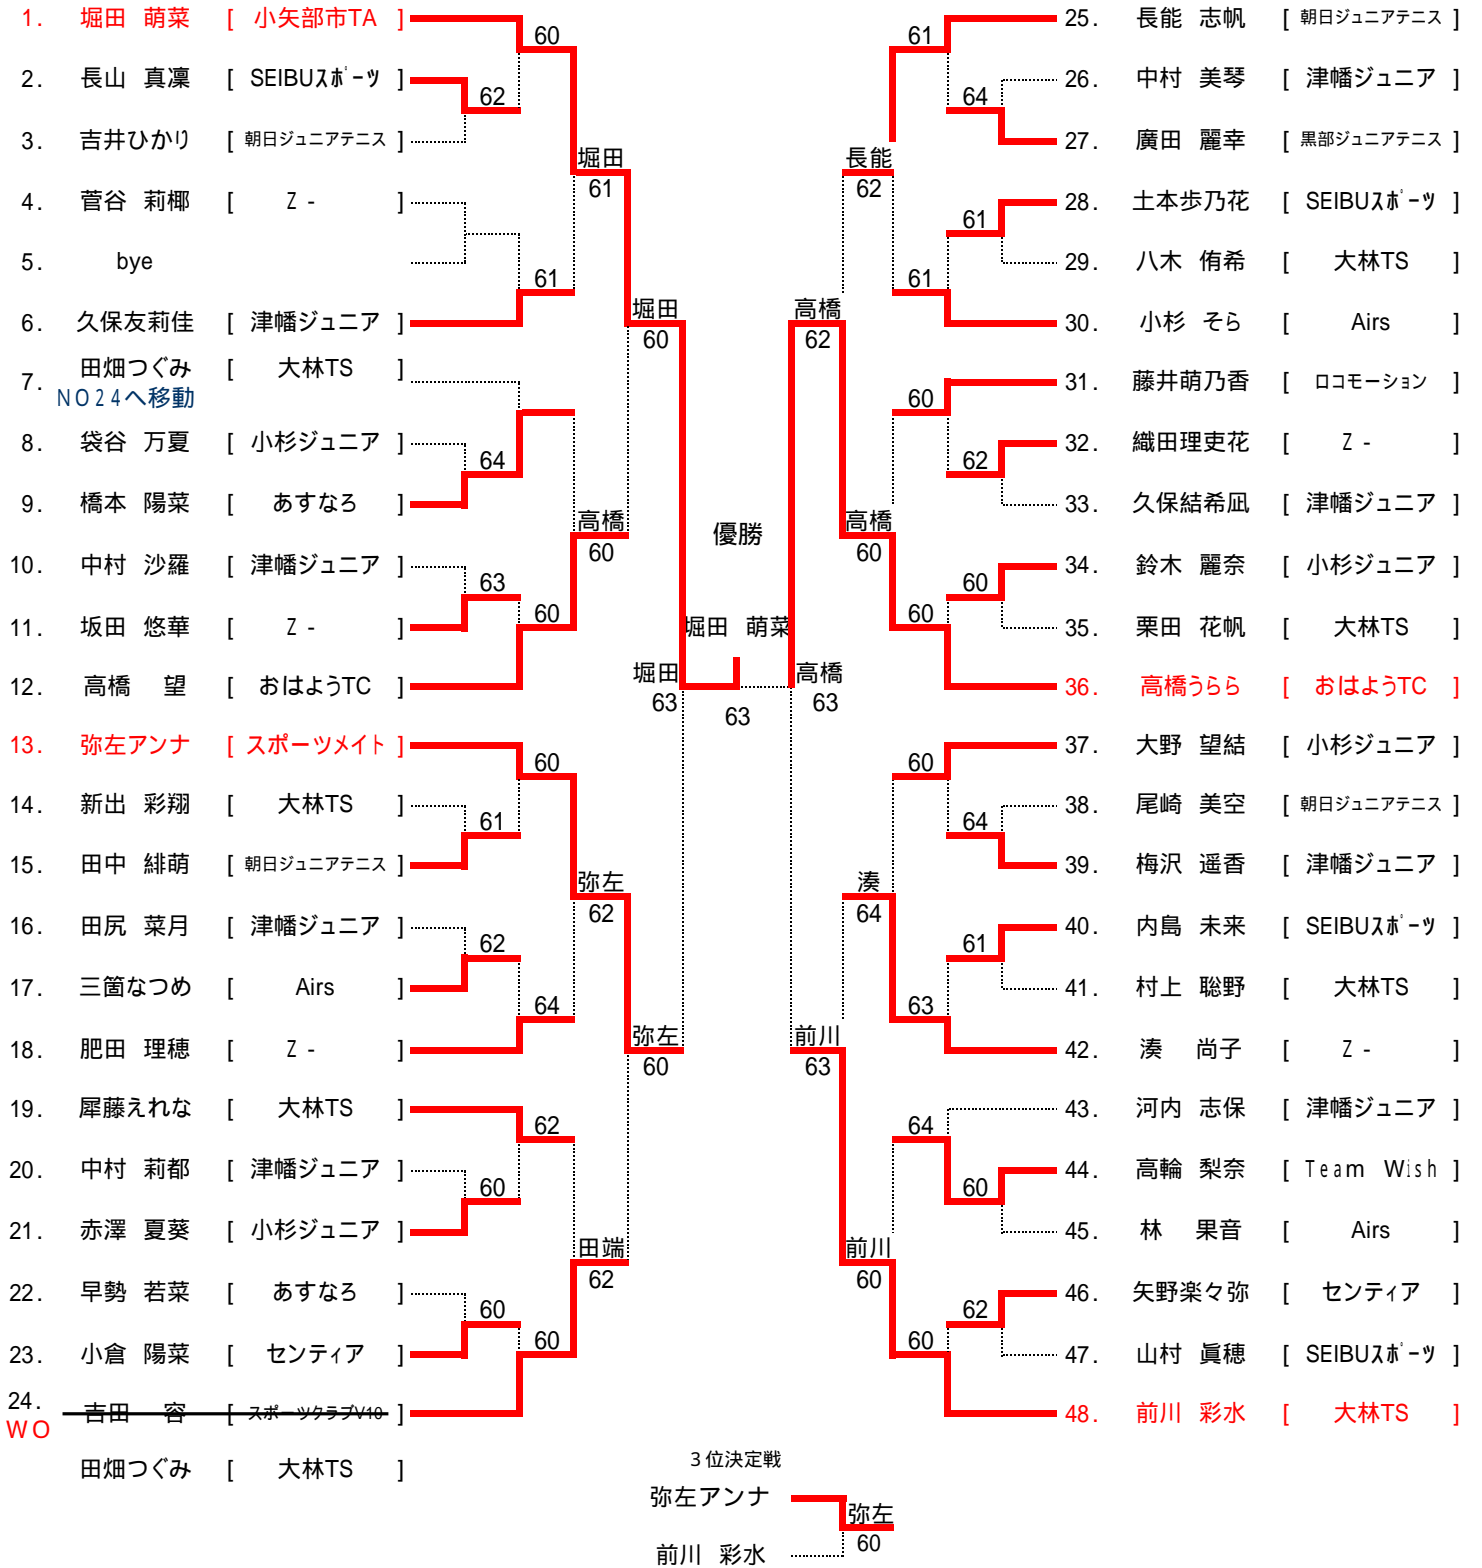 1. 堀田 萌菜 [ 小矢部市TA ]
2. 長山 真凜 [ SEIBUｽﾎﾟｰﾂ ]
3. 吉井ひかり [ 朝日ジュニアテニス ]
4. 菅谷 莉椰 [ Z - ]
5. bye
6. 久保友莉佳 [ 津幡ジュニア ]
7. 田畑つぐみ [ 大林TS ]
NO24へ移動
8. 袋谷 万夏 [ 小杉ジュニア ]
9. 橋本 陽菜 [ あすなろ ]
10. 中村 沙羅 [ 津幡ジュニア ]
11. 坂田 悠華 [ Z - ]
12. 高橋 望 [ おはようTC ]
13. 弥左アンナ [ スポーツメイト ]
14. 新出 彩翔 [ 大林TS ]
15. 田中 緋萌 [ 朝日ジュニアテニス ]
16. 田尻 菜月 [ 津幡ジュニア ]
17. 三箇なつめ [ Airs ]
18. 肥田 理穂 [ Z - ]
19. 犀藤えれな [ 大林TS ]
20. 中村 莉都 [ 津幡ジュニア ]
21. 赤澤 夏葵 [ 小杉ジュニア ]
22. 早勢 若菜 [ あすなろ ]
23. 小倉 陽菜 [ センティア ]
24. 吉田 容 [ スポーツクラブV10 ]
WO
田畑つぐみ [ 大林TS ]
60
62
61
64
63
60
60
61
62
64
62
60
60
60
堀田
61
高橋
60
弥左
62
田端
62
堀田
60
弥左
60
堀田
63
優勝
堀田 萌菜
63
高橋
63
高橋
62
前川
63
長能
62
高橋
60
湊
64
前川
60
61
64
61
61
60
62
60
60
60
64
61
63
64
60
62
60
25. 長能 志帆 [ 朝日ジュニアテニス ]
26. 中村 美琴 [ 津幡ジュニア ]
27. 廣田 麗幸 [ 黒部ジュニアテニス ]
28. 土本歩乃花 [ SEIBUｽﾎﾟｰﾂ ]
29. 八木 侑希 [ 大林TS ]
30. 小杉 そら [ Airs ]
31. 藤井萌乃香 [ ロコモーション ]
32. 織田理吏花 [ Z - ]
33. 久保結希凪 [ 津幡ジュニア ]
34. 鈴木 麗奈 [ 小杉ジュニア ]
35. 栗田 花帆 [ 大林TS ]
36. 高橋うらら [ おはようTC ]
37. 大野 望結 [ 小杉ジュニア ]
38. 尾崎 美空 [ 朝日ジュニアテニス ]
39. 梅沢 遥香 [ 津幡ジュニア ]
40. 内島 未来 [ SEIBUｽﾎﾟｰﾂ ]
41. 村上 聡野 [ 大林TS ]
42. 湊 尚子 [ Z - ]
43. 河内 志保 [ 津幡ジュニア ]
44. 高輪 梨奈 [ Team Wish ]
45. 林 果音 [ Airs ]
46. 矢野楽々弥 [ センティア ]
47. 山村 眞穂 [ SEIBUｽﾎﾟｰﾂ ]
48. 前川 彩水 [ 大林TS ]
3位決定戦
弥左アンナ
弥左
60
前川 彩水